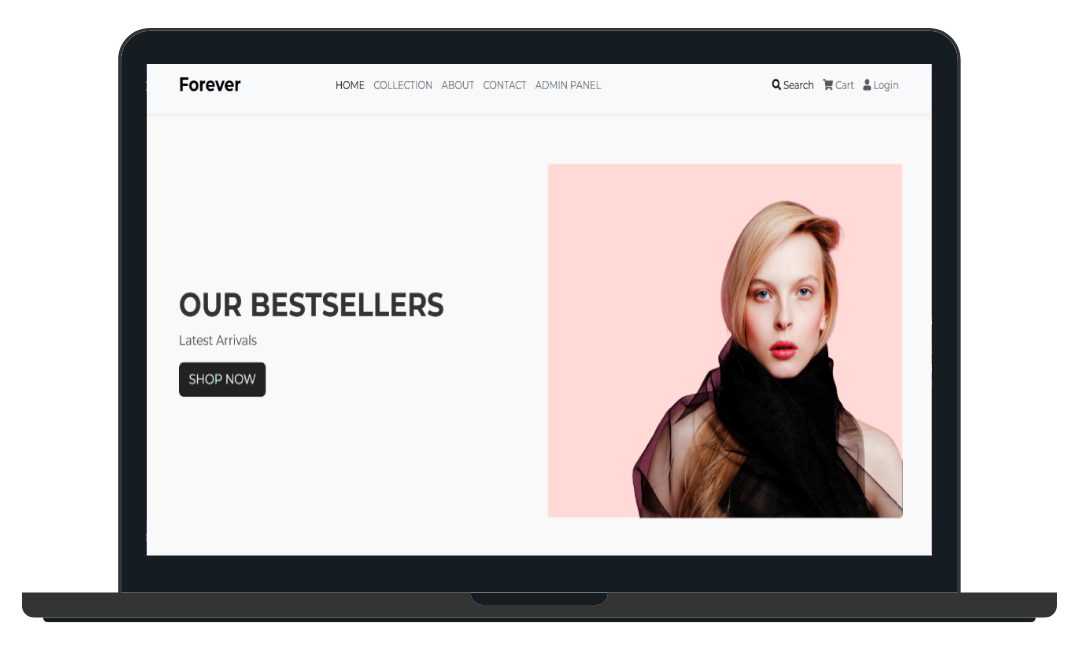 Forever
HOME COLLECTION ABOUT CONTACT ADMIN PANEL
Search Cart Login
OUR BESTSELLERS
Latest Arrivals
SHOP NOW